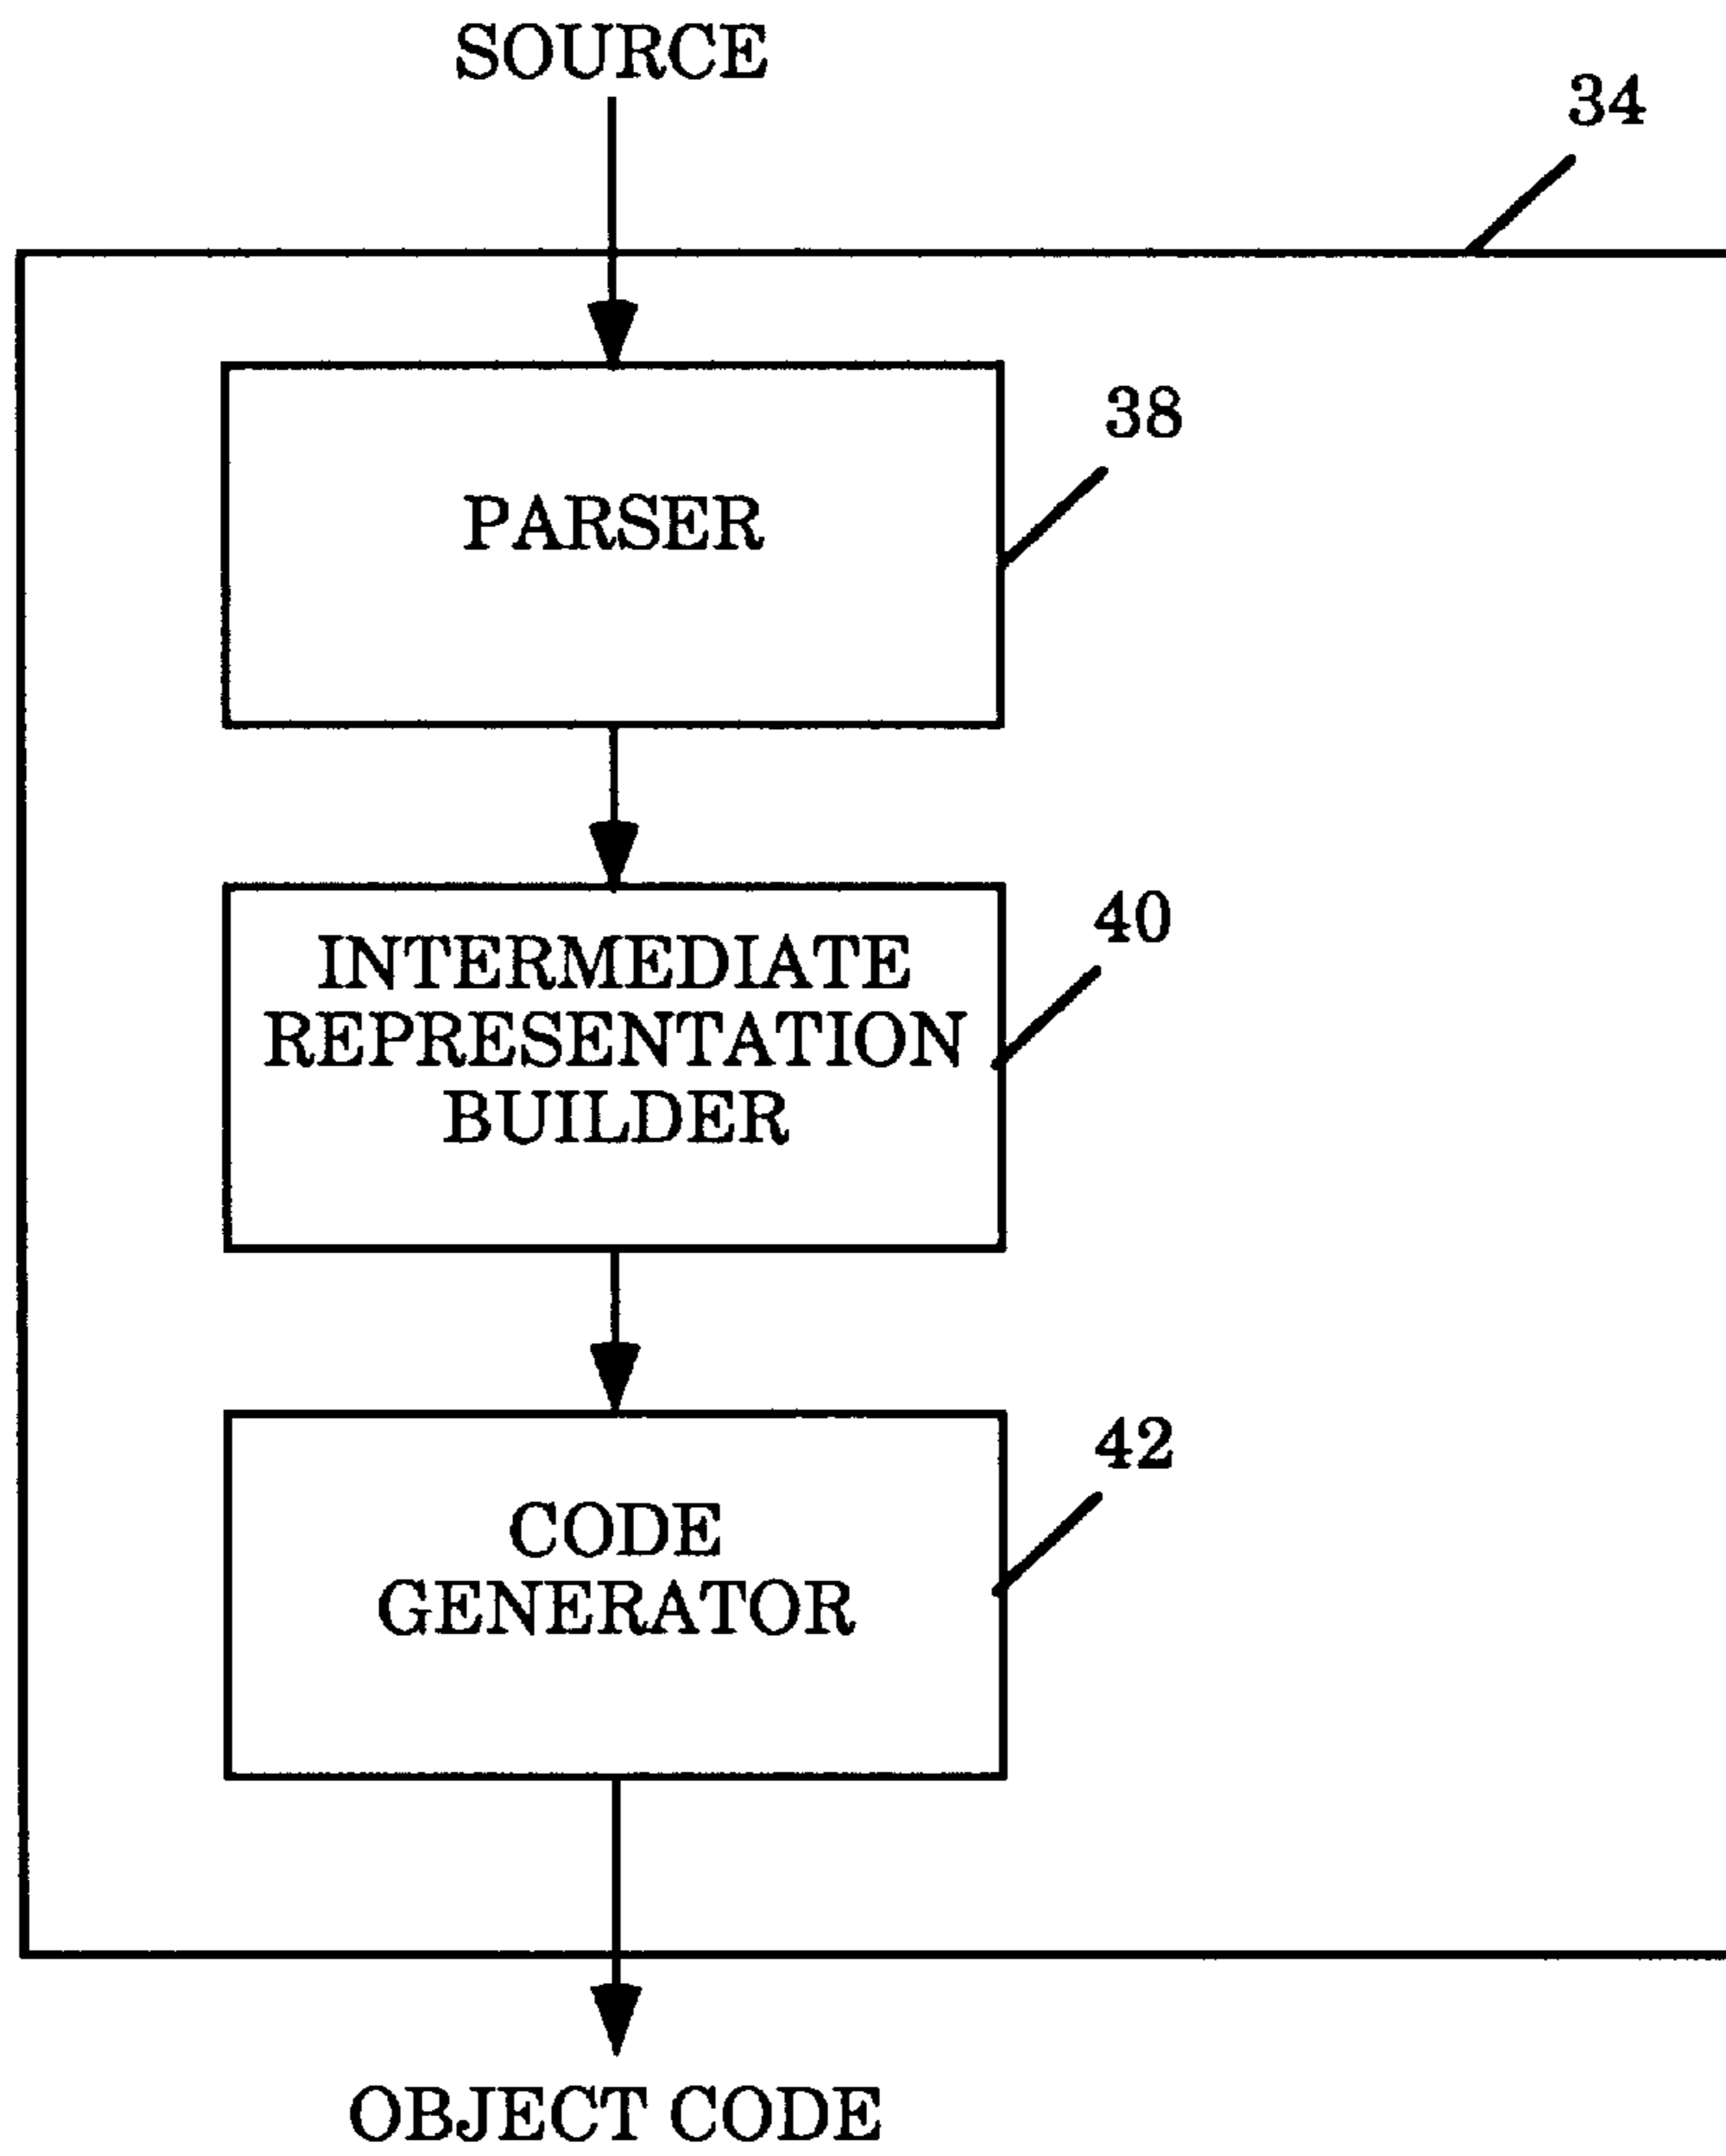 SOURCE
34
PARSER
38
INTERMEDIATE
REPRESENTATION
BUILDER
40
CODE
GENERATOR
42
OBJECT CODE